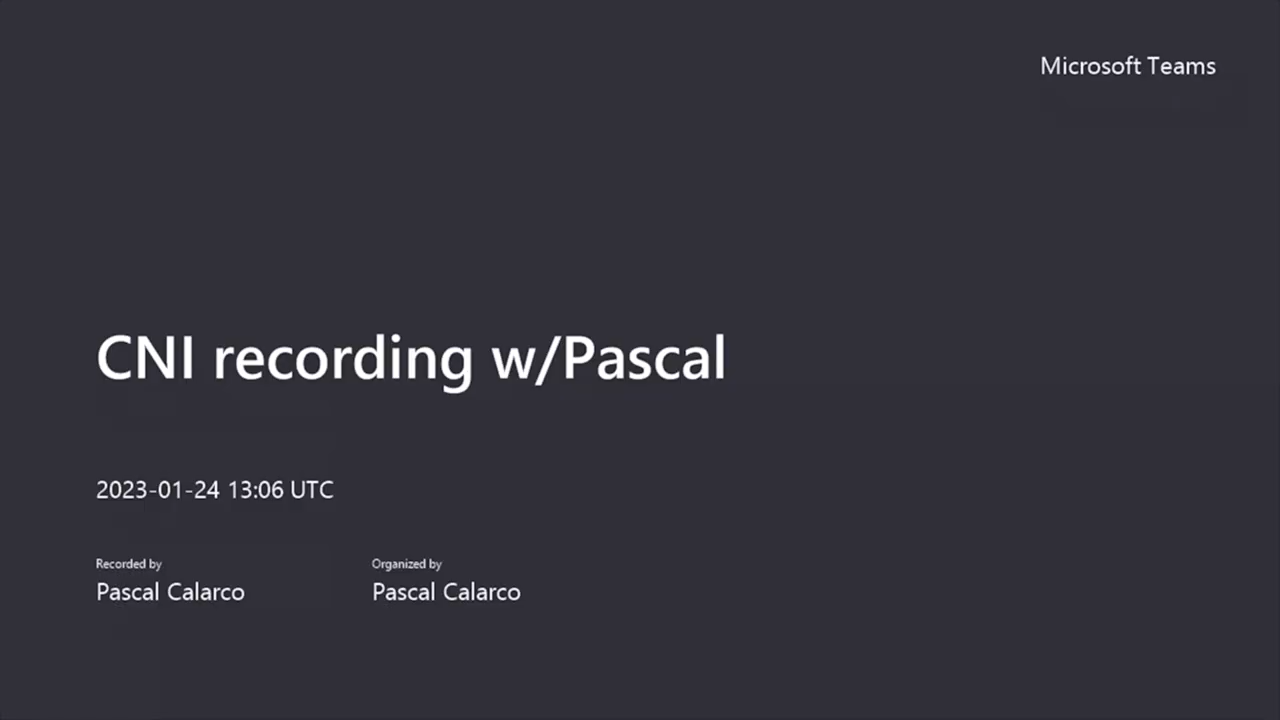 Microsoft Teams
CNI recording w/Pascal
2023-01-24 13:06 UTC
Recorded by
Pascal Calarco
Organized by
Pascal Calarco